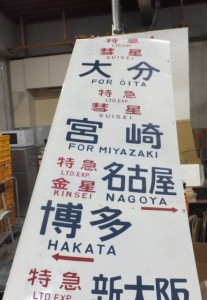 特急
LTD.EXP.
彗星
SUISEI
大分
FOR ŌITA
特急
LTD.EXP.
彗星
SUISEI
宮崎
FOR MIYAZAKI
特急
LTD.EXP.
金星
KINSEI
名古屋
NAGOYA
博多
HAKATA
特急
LTD.EXP.
新大阪